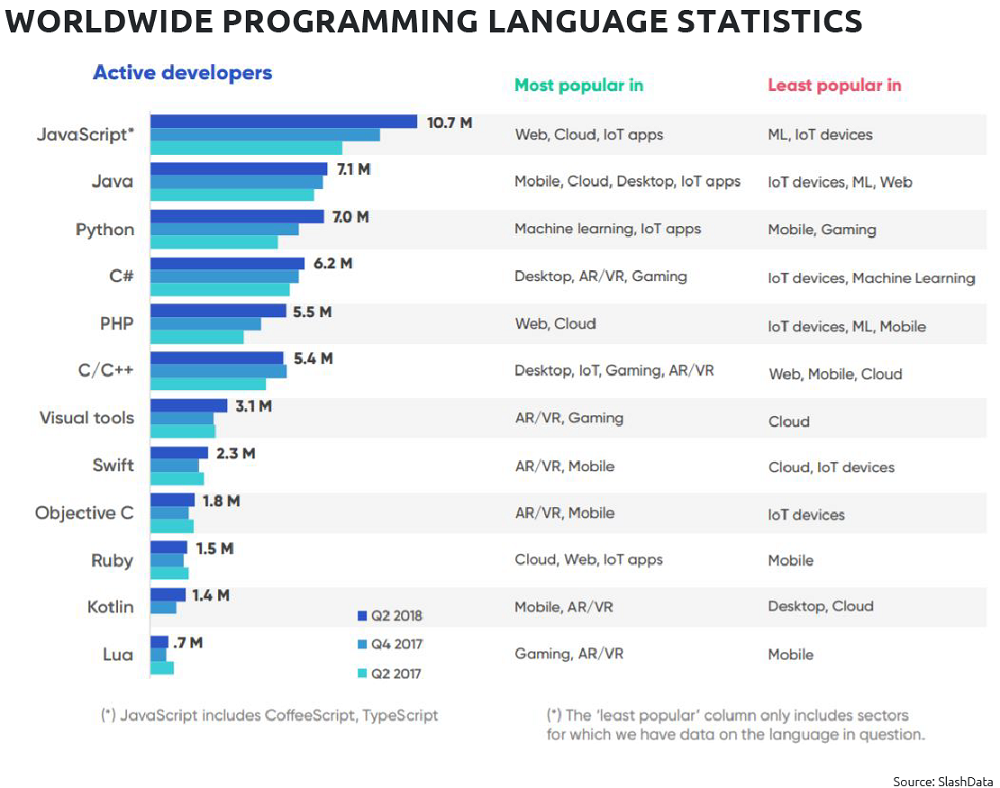 WORLDWIDE PROGRAMMING LANGUAGE STATISTICS
Active developers
Most popular in
Least popular in
JavaScript*
10.7 M
Web, Cloud, IoT apps
ML, IoT devices
Java
7.1 M
Mobile, Cloud, Desktop, IoT apps
IoT devices, ML, Web
Python
7.0 M
Machine learning, IoT apps
Mobile, Gaming
C#
6.2 M
Desktop, AR/VR, Gaming
IoT devices, Machine Learning
PHP
5.5 M
Web, Cloud
IoT devices, ML, Mobile
C/C++
5.4 M
Desktop, IoT, Gaming, AR/VR
Web, Mobile, Cloud
Visual tools
3.1 M
AR/VR, Gaming
Cloud
Swift
2.3 M
AR/VR, Mobile
Cloud, IoT devices
Objective C
1.8 M
AR/VR, Mobile
IoT devices
Ruby
1.5 M
Cloud, Web, IoT apps
Mobile
Kotlin
1.4 M
Mobile, AR/VR
Desktop, Cloud
Lua
.7 M
Gaming, AR/VR
Mobile
Q2 2018
Q4 2017
Q2 2017
(*) JavaScript includes CoffeeScript, TypeScript
(*) The 'least popular' column only includes sectors
for which we have data on the language in question.
Source: SlashData